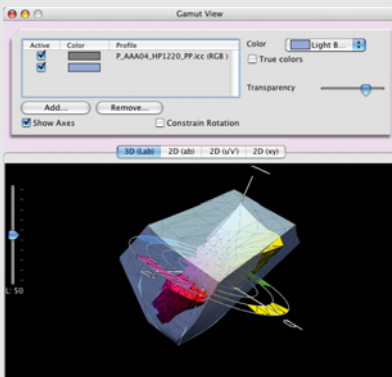 Gamut View
Active Color Profile
P_AAA04_HP1220_PP.icc (RGB )
Color Light B...
True colors
Transparency
Add... Remove...
Show Axes Constrain Rotation
3D (Lab) 2D (ab) 2D (u'v') 2D (xy)
L: 50